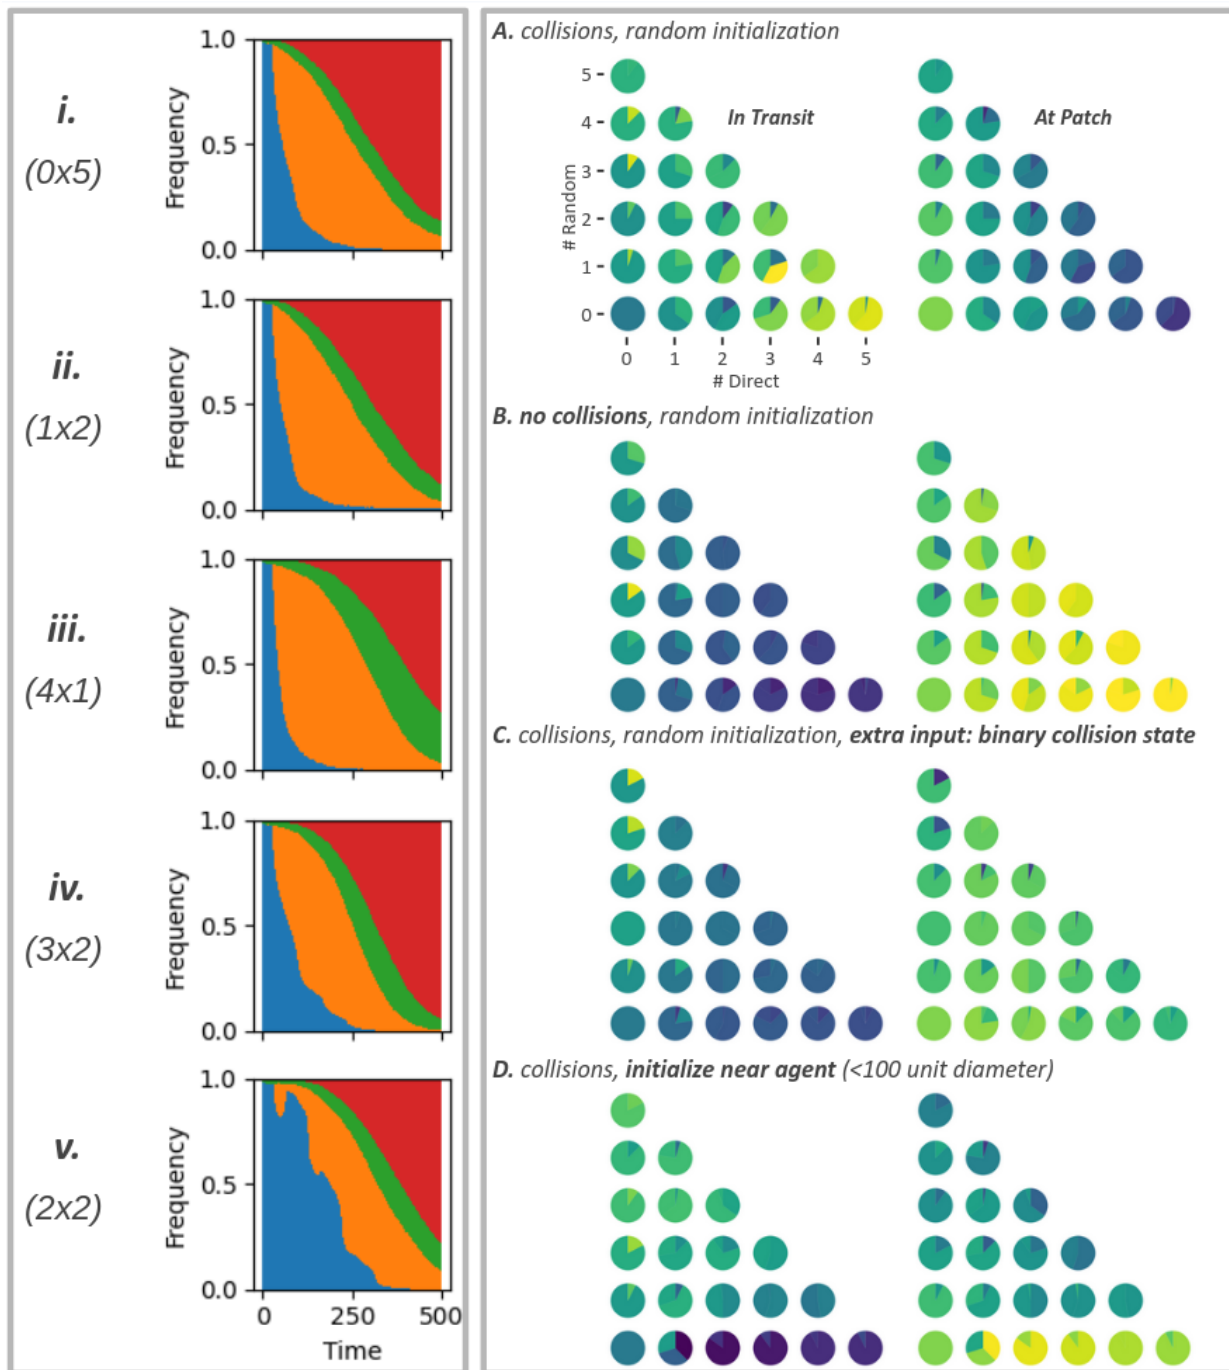 i.
(0x5)
1.0
Frequency
0.5
0.0
ii.
(1x2)
1.0
Frequency
0.5
0.0
iii.
(4x1)
1.0
Frequency
0.5
0.0
iv.
(3x2)
1.0
Frequency
0.5
0.0
v.
(2x2)
1.0
Frequency
0.5
0.0
0 250 500
Time
A. collisions, random initialization
In Transit
At Patch
# Random
5
4
3
2
1
0
0 1 2 3 4 5
# Direct
B. no collisions, random initialization
C. collisions, random initialization, extra input: binary collision state
D. collisions, initialize near agent (<100 unit diameter)